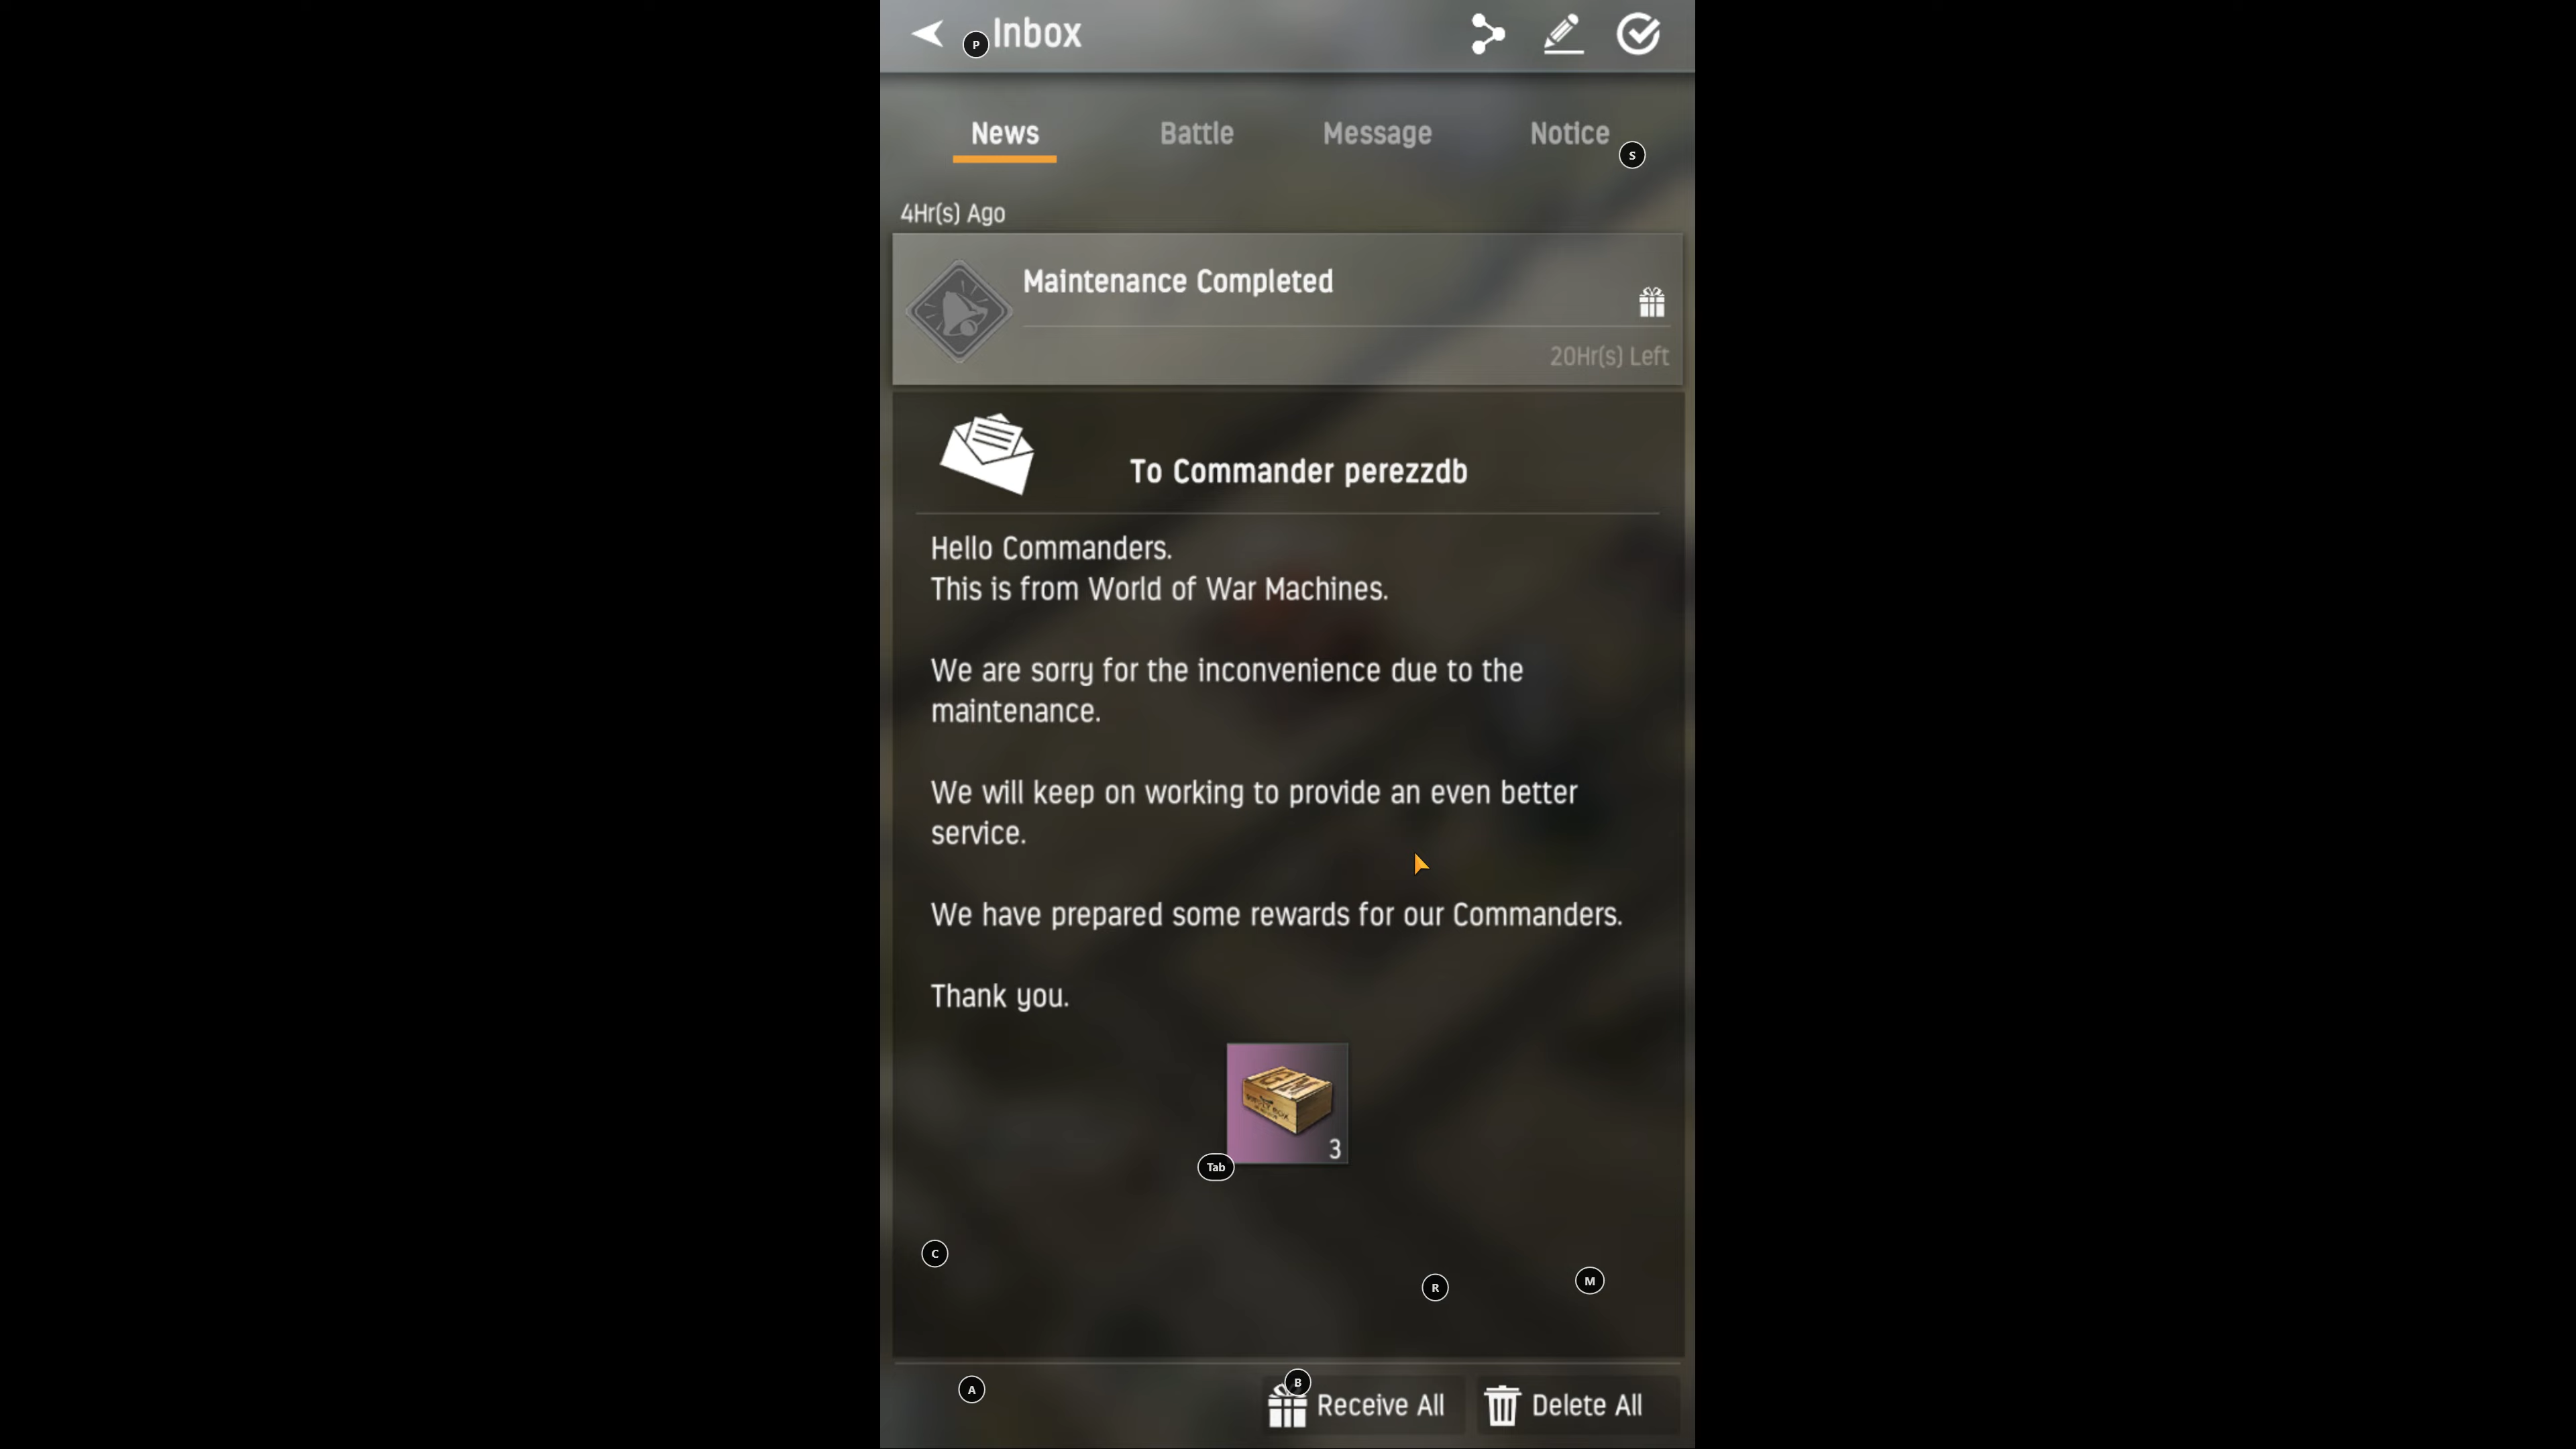 P
Inbox
News
Battle
Message
Notice
S
4Hr(s) Ago
Maintenance Completed
20Hr(s) Left
To Commander perezzdb
Hello Commanders.
This is from World of War Machines.
We are sorry for the inconvenience due to the
maintenance.
We will keep on working to provide an even better
service.
We have prepared some rewards for our Commanders.
Thank you.
3
Tab
C
R
M
A
B
Receive All
Delete All